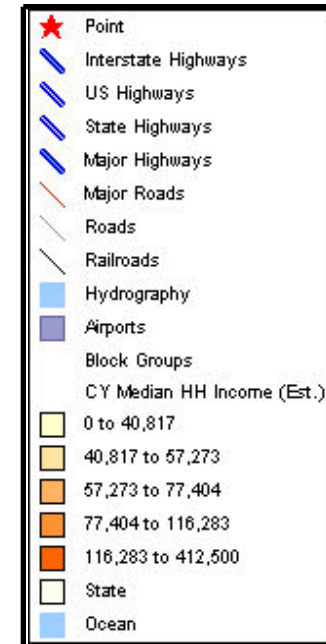 Point
Interstate Highways
US Highways
State Highways
Major Highways
Major Roads
Roads
Railroads
Hydrography
Airports
Block Groups
CY Median HH Income (Est.)
0 to 40,817
40,817 to 57,273
57,273 to 77,404
77,404 to 116,283
116,283 to 412,500
State
Ocean